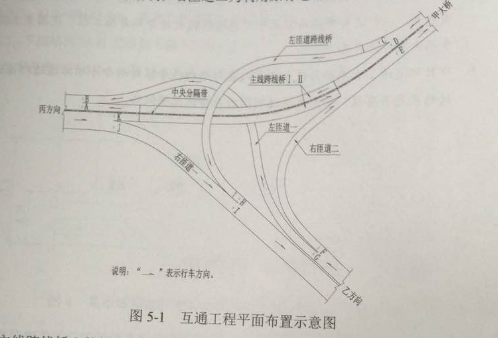 甲大桥
左匝道跨线桥
C
D
E
主线跨线桥Ⅰ Ⅱ
中央分隔带
B
A
丙方向
K
J
左匝道一
右匝道二
右匝道一
H
I
F
G
乙方向
说明:“ ”表示行车方向。
图 5-1 互通工程平面布置示意图